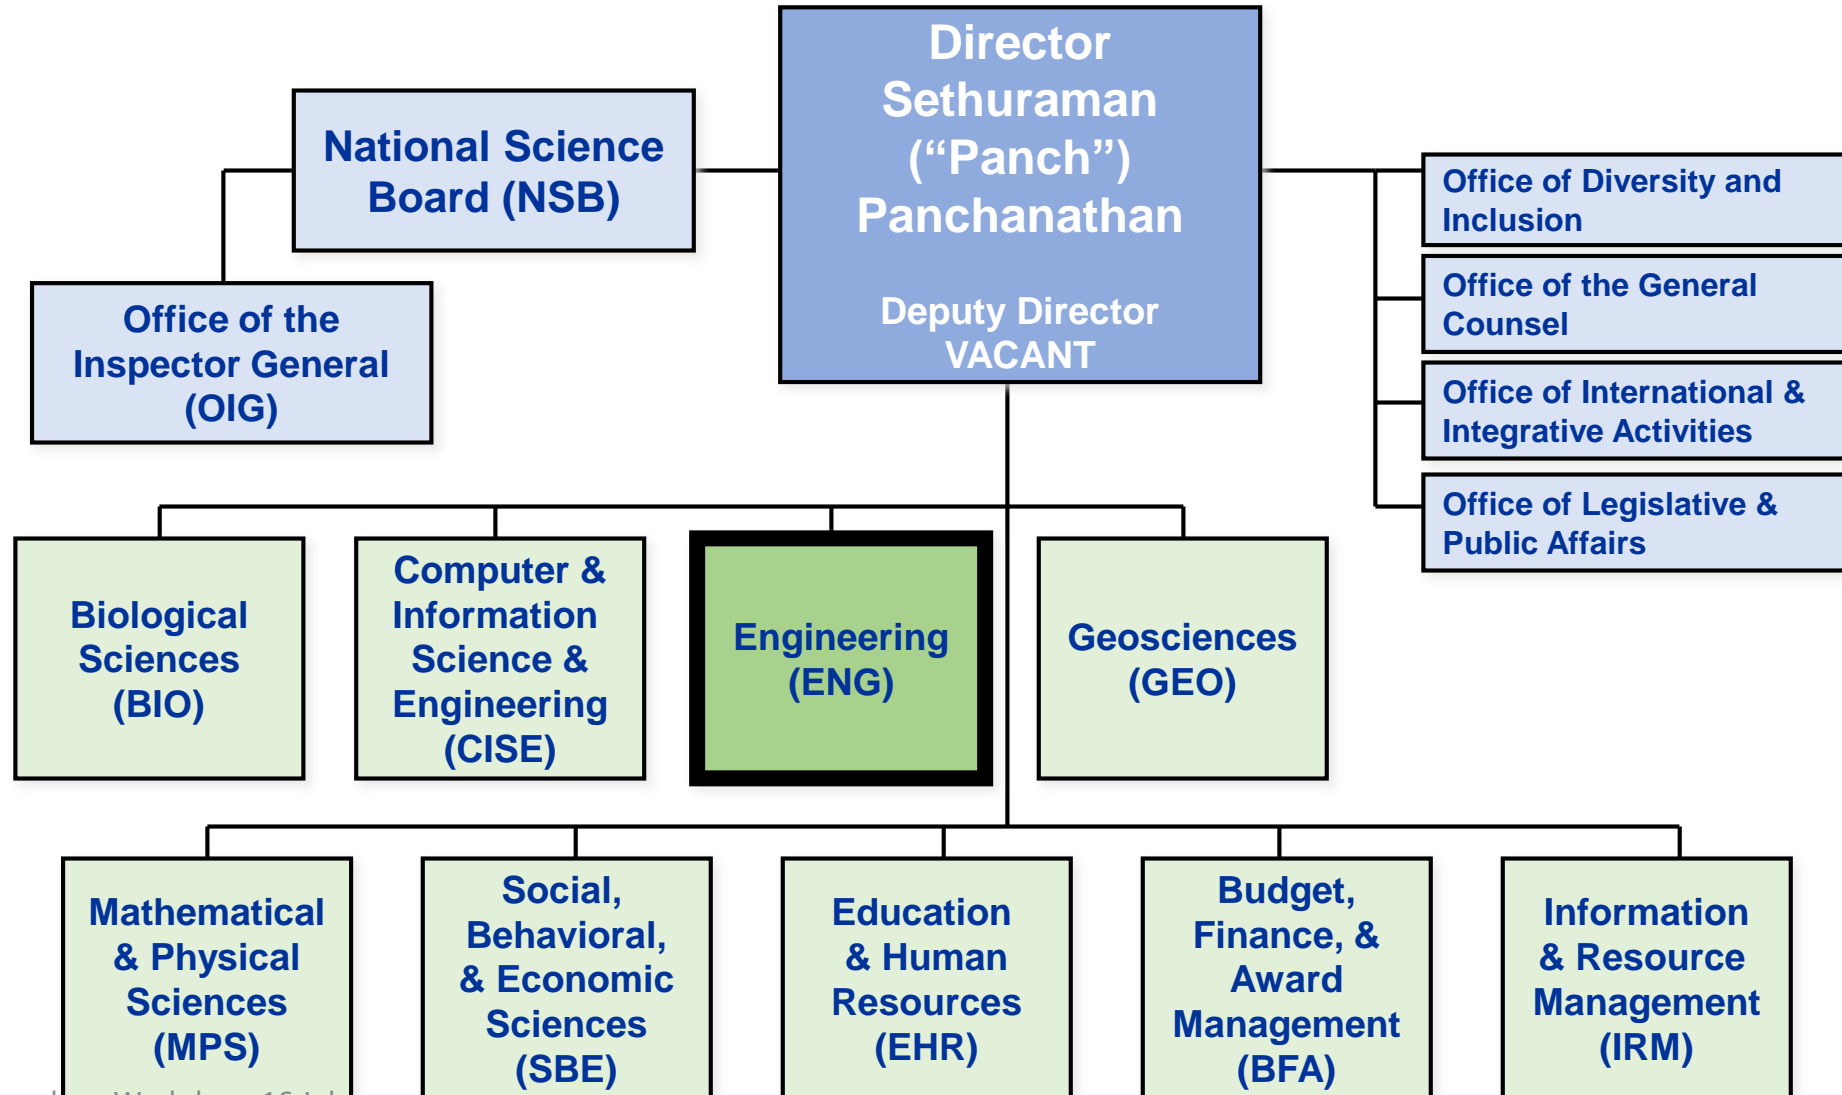 Director
Sethuraman
(“Panch”)
Panchanathan
Deputy Director
VACANT
National Science
Board (NSB)
Office of the
Inspector General
(OIG)
Office of Diversity and
Inclusion
Office of the General
Counsel
Office of International &
Integrative Activities
Office of Legislative &
Public Affairs
Biological
Sciences
(BIO)
Computer &
Information
Science &
Engineering
(CISE)
Engineering
(ENG)
Geosciences
(GEO)
Mathematical
& Physical
Sciences
(MPS)
Social,
Behavioral,
& Economic
Sciences
(SBE)
Education
& Human
Resources
(EHR)
Budget,
Finance, &
Award
Management
(BFA)
Information
& Resource
Management
(IRM)